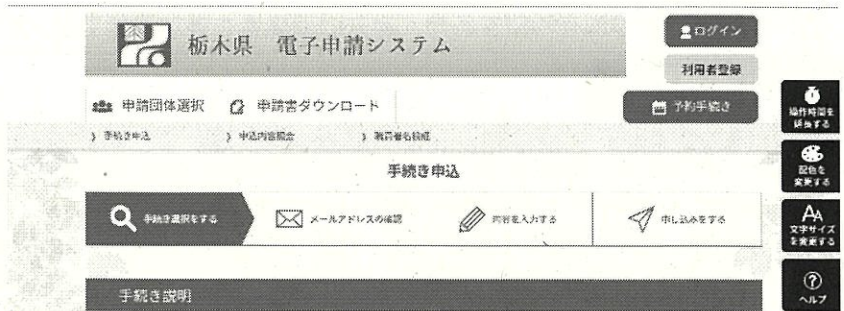 栃木県 電子申請システム
ログイン
利用者登録
申請団体選択 申請書ダウンロード
予約手続き
手続き申込 申込内容照会 職責署名検証
手続き申込
手続き選択をする メールアドレスの確認 内容を入力する 申し込みをする
手続き説明
操作時間を
延長する
配色を
変更する
文字サイズ
を変更する
ヘルプ